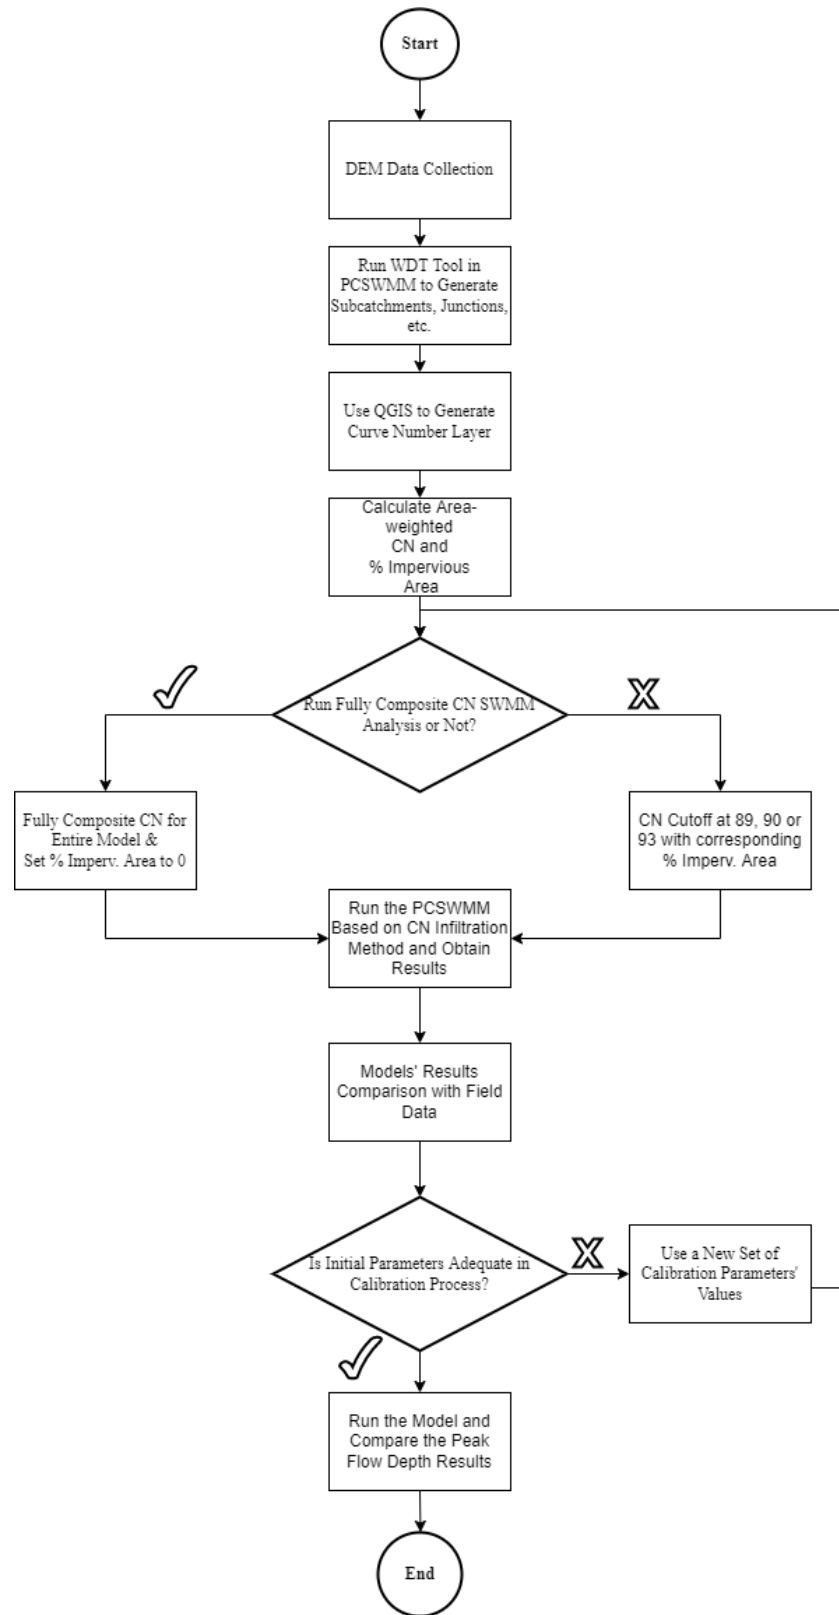 Start
DEM Data Collection
Run WDT Tool in
PCSWMM to Generate
Subcatchments, Junctions,
etc.
Use QGIS to Generate
Curve Number Layer
Calculate Area-
weighted
CN and
% Impervious
Area
Run Fully Composite CN SWMM
Analysis or Not?
Fully Composite CN for
Entire Model &
Set % Imperv. Area to 0
CN Cutoff at 89, 90 or
93 with corresponding
% Imperv. Area
Run the PCSWMM
Based on CN Infiltration
Method and Obtain
Results
Models' Results
Comparison with Field
Data
Is Initial Parameters Adequate in
Calibration Process?
Use a New Set of
Calibration Parameters'
Values
Run the Model and
Compare the Peak
Flow Depth Results
End